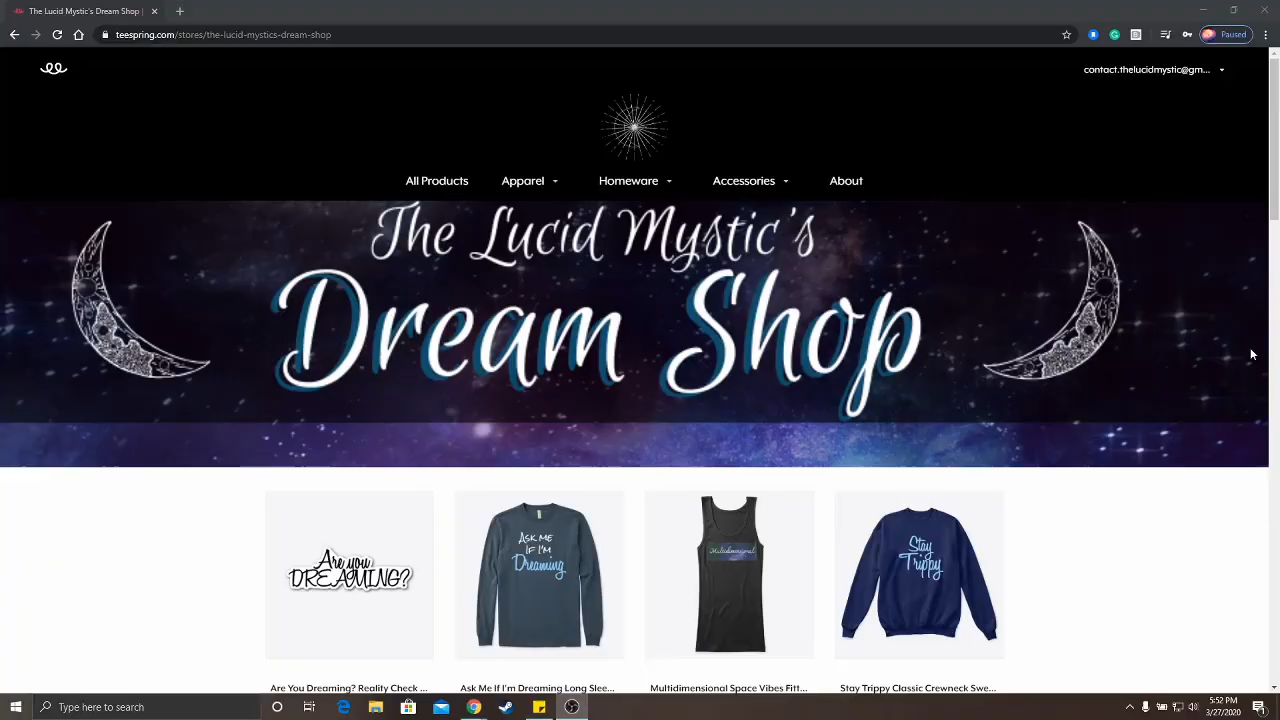 The Lucid Mystic's Dream Shop |
teespring.com/stores/the-lucid-mystics-dream-shop
Paused
contact.thelucidmystic@gm...
All Products Apparel Homeware Accessories About
The Lucid Mystic's
Dream Shop
Are you
DREAMING?
ASK ME
IF I'M
Dreaming
Multidimensional
Stay
Trippy
Are You Dreaming? Reality Check ...
Ask Me If I'm Dreaming Long Slee...
Multidimensional Space Vibes Fitt...
Stay Trippy Classic Crewneck Swe...
Type here to search
5:52 PM
3/27/2020